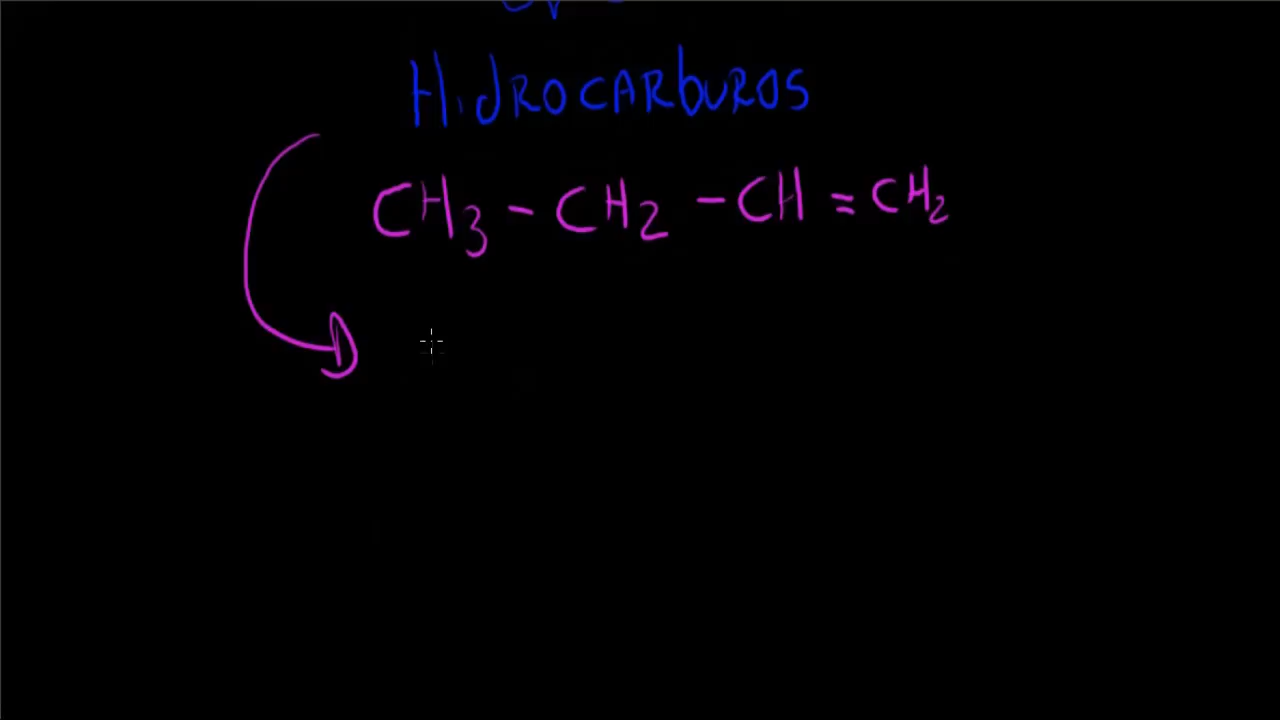 HidROCARbUROS
CH3 - CH2 - CH = CH2